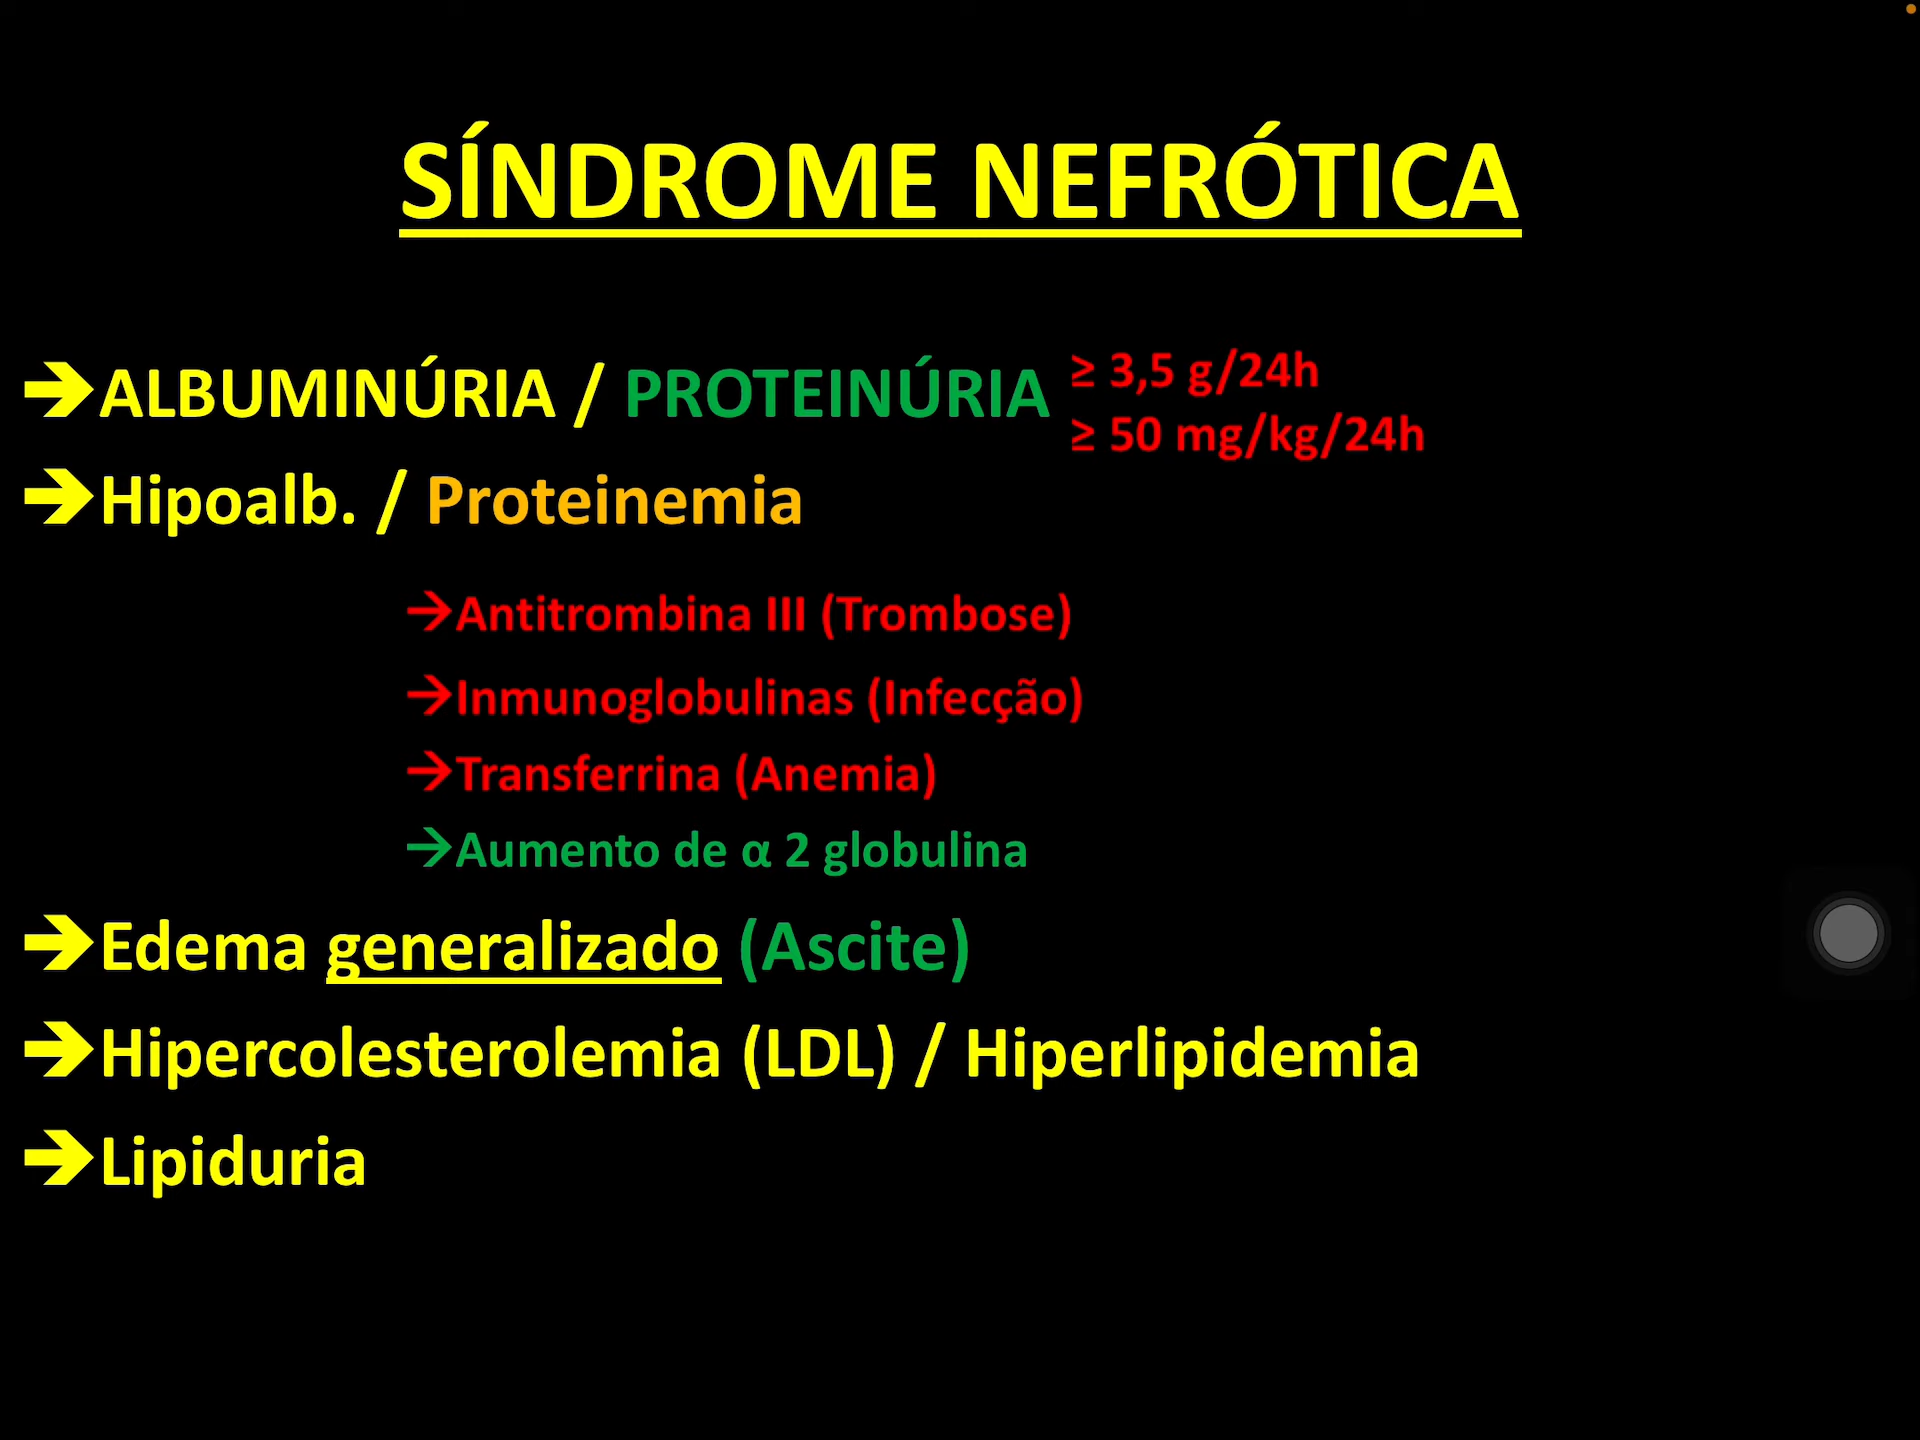 SÍNDROME NEFRÓTICA
➔ALBUMINÚRIA / PROTEINÚRIA ≥ 3,5 g/24h
≥ 50 mg/kg/24h
➔Hipoalb. / Proteinemia
→Antitrombina III (Trombose)
→Inmunoglobulinas (Infecção)
→Transferrina (Anemia)
→Aumento de α 2 globulina
➔Edema generalizado (Ascite)
➔Hipercolesterolemia (LDL) / Hiperlipidemia
➔Lipiduria